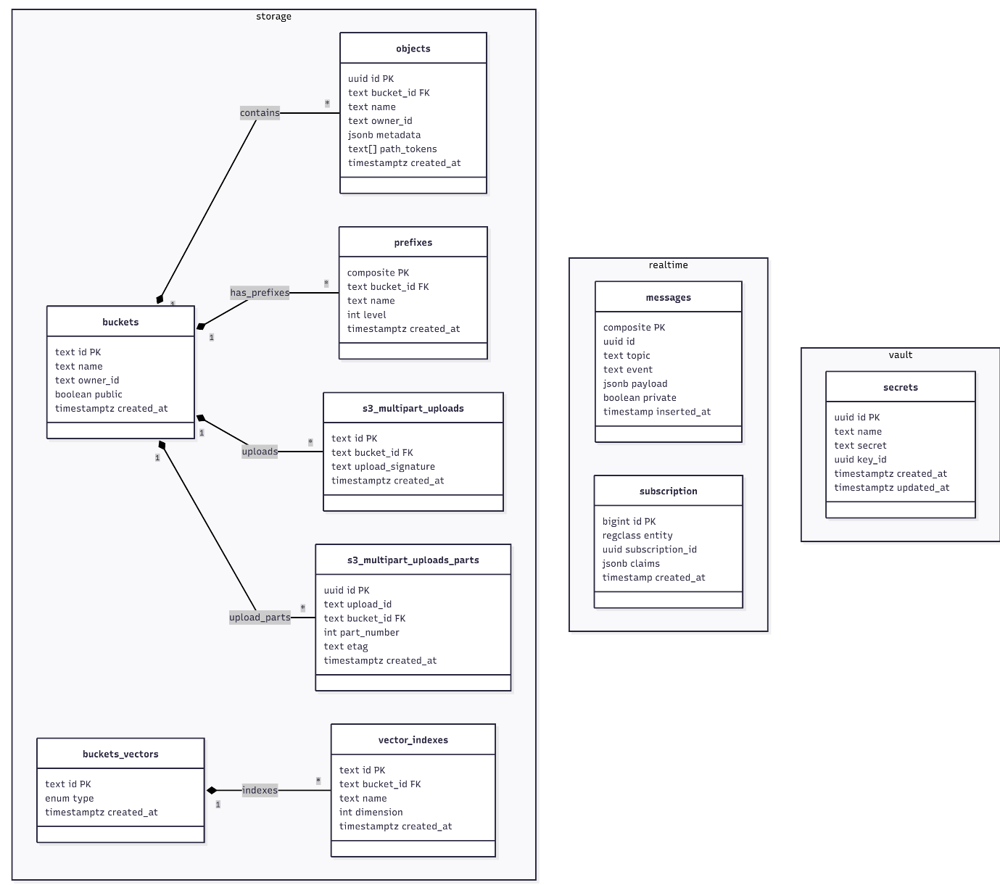 storage
objects
uuid id PK
text bucket_id FK
text name
text owner_id
jsonb metadata
text[] path_tokens
timestamptz created_at
contains
*
1
prefixes
composite PK
text bucket_id FK
text name
int level
timestamptz created_at
has_prefixes
*
1
buckets
text id PK
text name
text owner_id
boolean public
timestamptz created_at
s3_multipart_uploads
text id PK
text bucket_id FK
text upload_signature
timestamptz created_at
uploads
*
1
s3_multipart_uploads_parts
uuid id PK
text upload_id
text bucket_id FK
int part_number
text etag
timestamptz created_at
upload_parts
*
1
buckets_vectors
text id PK
enum type
timestamptz created_at
indexes
*
1
vector_indexes
text id PK
text bucket_id FK
text name
int dimension
timestamptz created_at
realtime
messages
composite PK
uuid id
text topic
text event
jsonb payload
boolean private
timestamp inserted_at
subscription
bigint id PK
regclass entity
uuid subscription_id
jsonb claims
timestamp created_at
vault
secrets
uuid id PK
text name
text secret
uuid key_id
timestamptz created_at
timestamptz updated_at